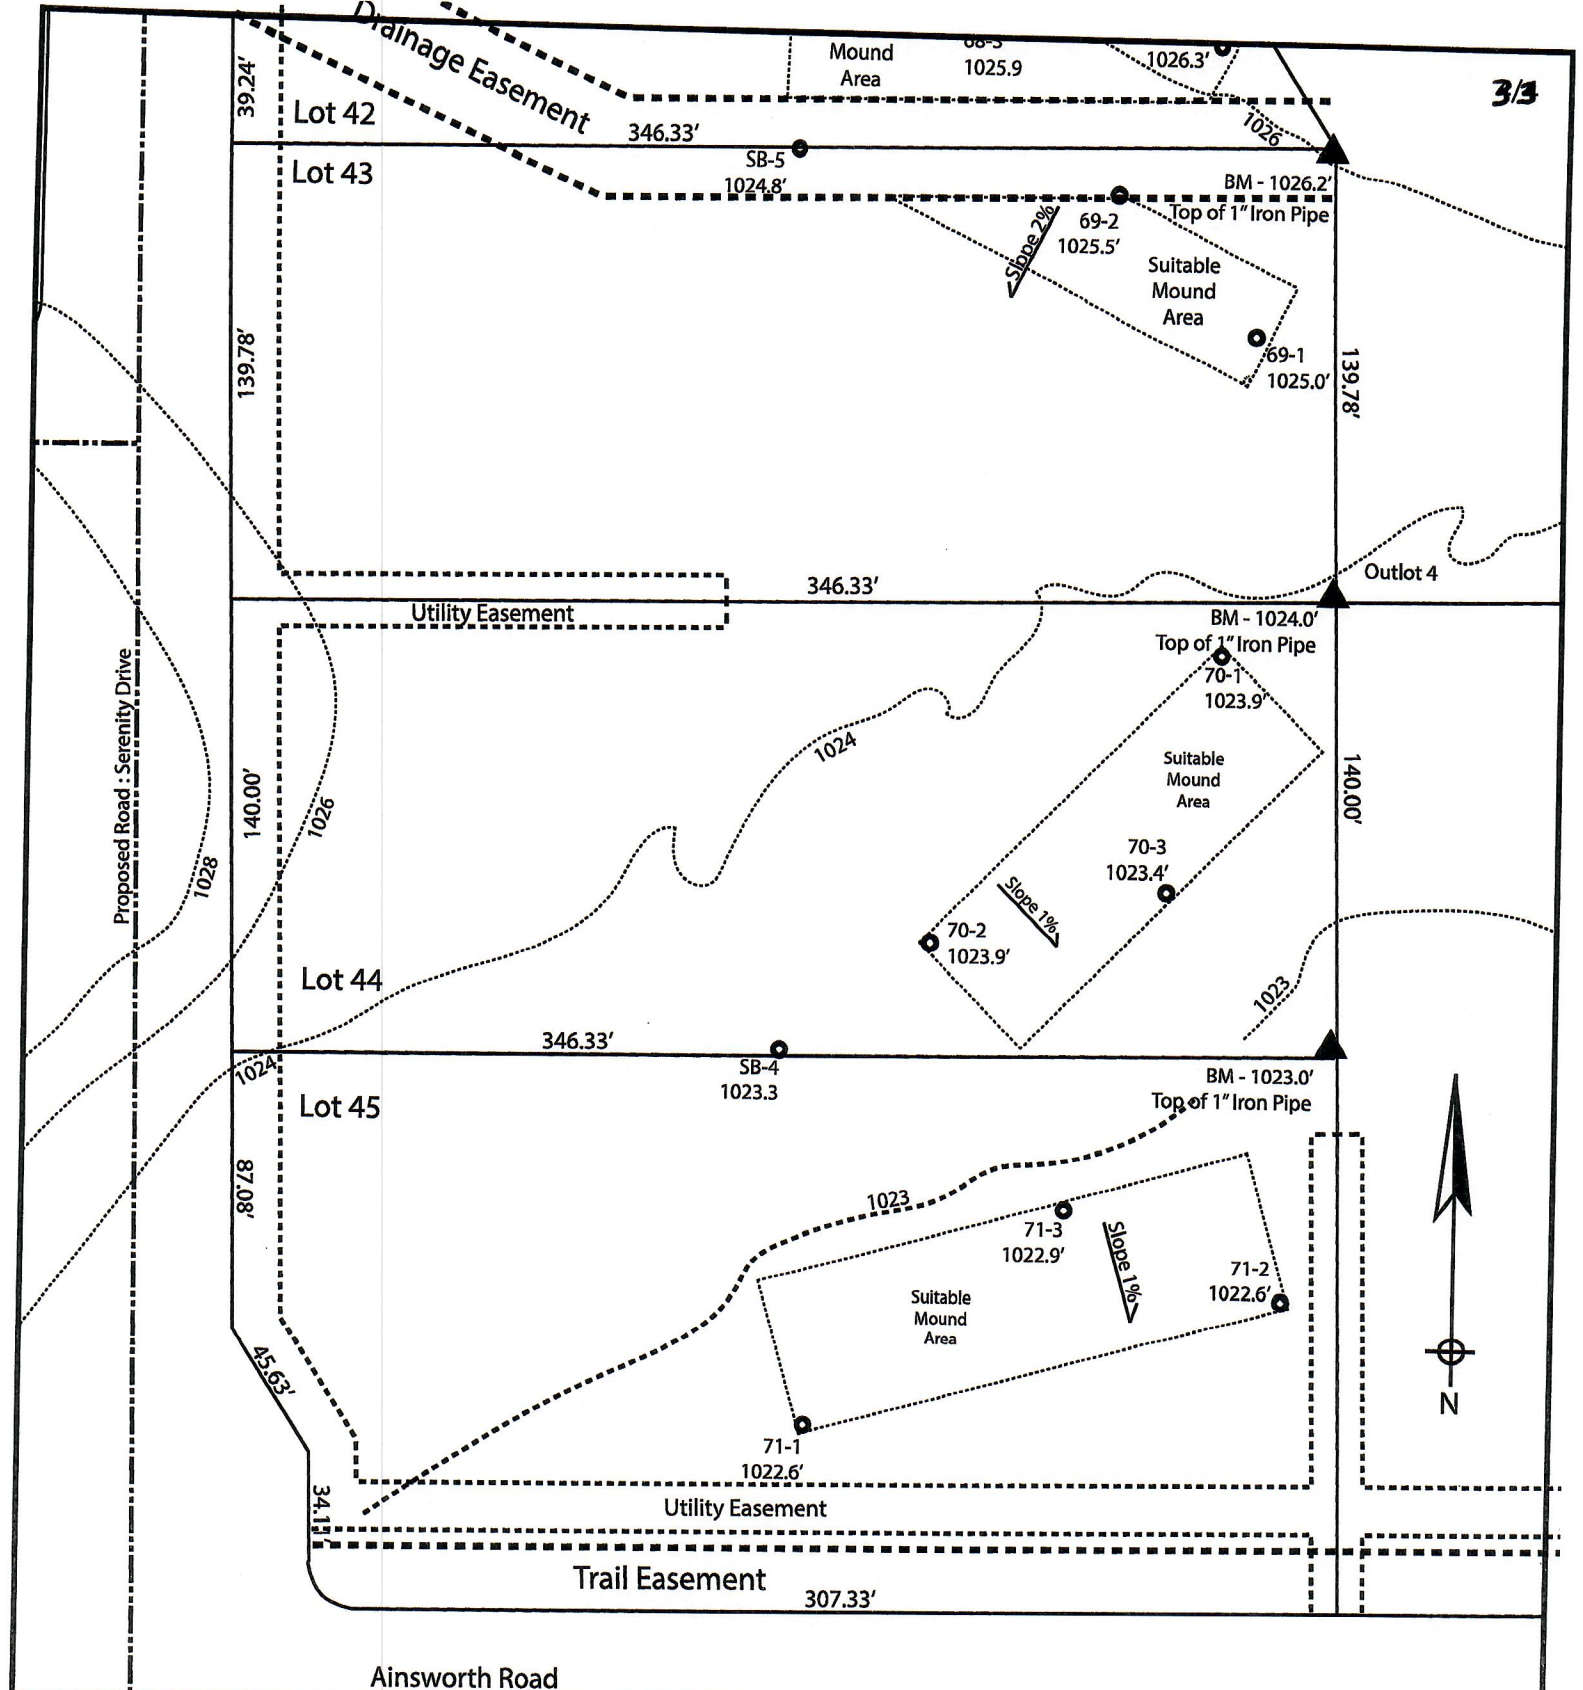 Drainage Easement
Mound
Area
68-3
1025.9
1026.3'
3/3
39.24'
Lot 42
346.33'
1026
Lot 43
SB-5
1024.8'
BM - 1026.2'
Top of 1" Iron Pipe
69-2
1025.5'
Slope 2%
Suitable
Mound
Area
69-1
1025.0'
139.78'
139.78'
346.33'
Outlot 4
Utility Easement
BM - 1024.0'
Top of 1" Iron Pipe
70-1
1023.9'
1024
Suitable
Mound
Area
Proposed Road : Serenity Drive
140.00'
140.00'
1026
1028
70-3
1023.4'
Slope 1%
70-2
1023.9'
Lot 44
1023
346.33'
SB-4
1023.3
1024
BM - 1023.0'
Top of 1" Iron Pipe
Lot 45
87.08'
1023
71-3
1022.9'
Slope 1%
71-2
1022.6'
Suitable
Mound
Area
45.63'
N
71-1
1022.6'
34.11'
Utility Easement
Trail Easement
307.33'
Ainsworth Road